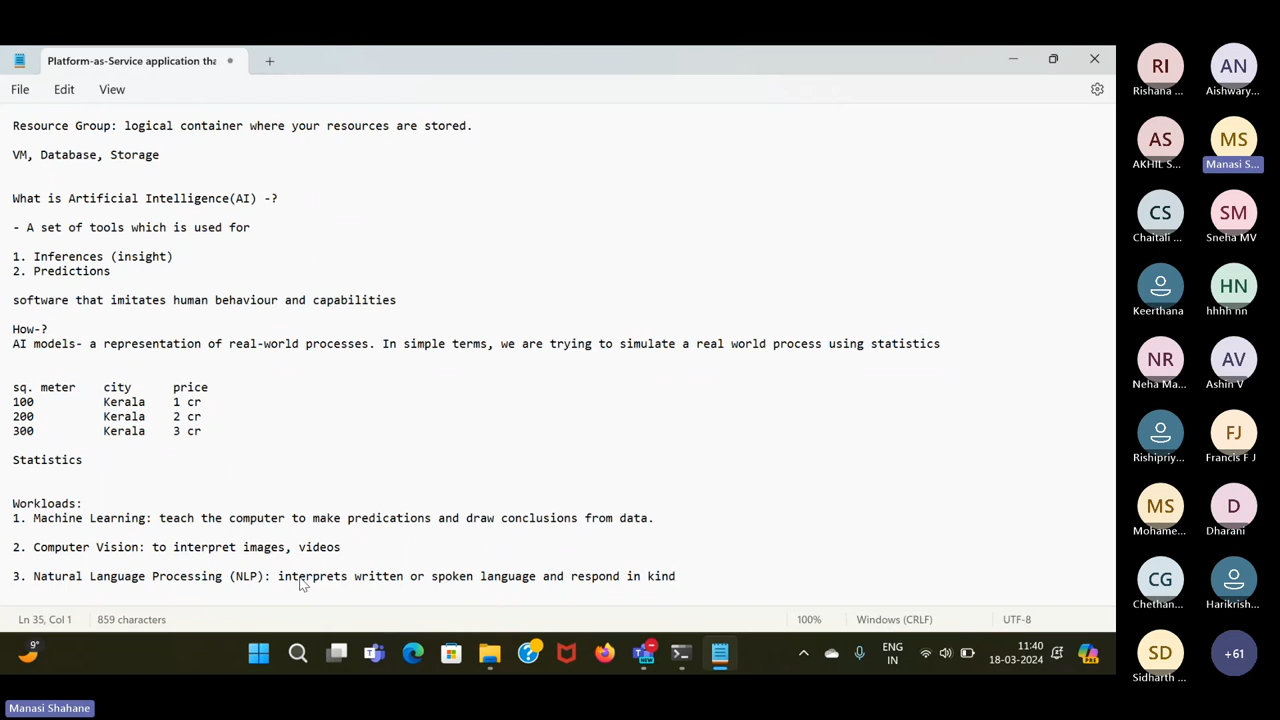 Platform-as-Service application tha
File Edit View
Resource Group: logical container where your resources are stored.
VM, Database, Storage
What is Artificial Intelligence(AI) -?
- A set of tools which is used for
1. Inferences (insight)
2. Predictions
software that imitates human behaviour and capabilities
How-?
AI models- a representation of real-world processes. In simple terms, we are trying to simulate a real world process using statistics
sq. meter city price
100 Kerala 1 cr
200 Kerala 2 cr
300 Kerala 3 cr
Statistics
Workloads:
1. Machine Learning: teach the computer to make predications and draw conclusions from data.
2. Computer Vision: to interpret images, videos
3. Natural Language Processing (NLP): interprets written or spoken language and respond in kind
Ln 35, Col 1 859 characters 100% Windows (CRLF) UTF-8
9°
NEW
PRE
ENG
IN
11:40
18-03-2024
Manasi Shahane
RI AN
Rishana ... Aishwary...
AS MS
AKHIL S... Manasi S...
CS SM
Chaitali ... Sneha MV
HN
Keerthana hhhh nn
NR AV
Neha Ma... Ashin V
FJ
Rishipriy... Francis F J
MS D
Mohame... Dharani
CG
Chethan... Harikrish...
SD +61
Sidharth ...